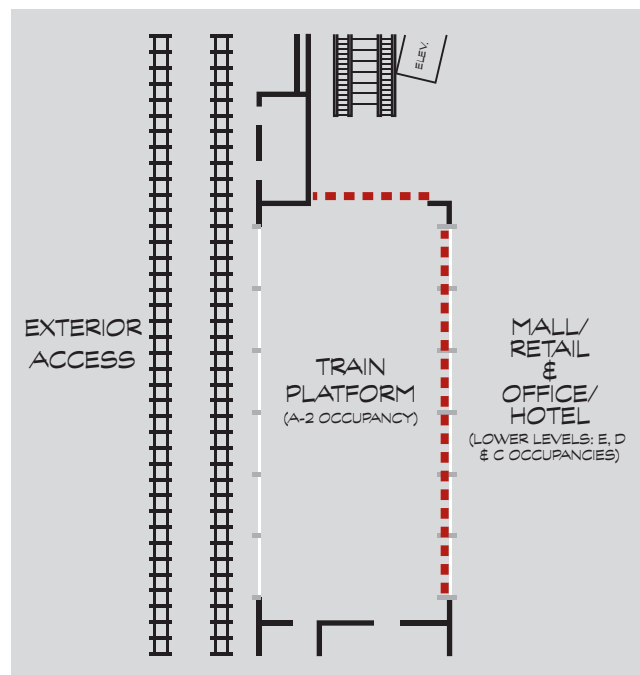 ELEV.
EXTERIOR
ACCESS
TRAIN
PLATFORM
(A-2 OCCUPANCY)
MALL/
RETAIL
&
OFFICE/
HOTEL
(LOWER LEVELS: E, D
& C OCCUPANCIES)